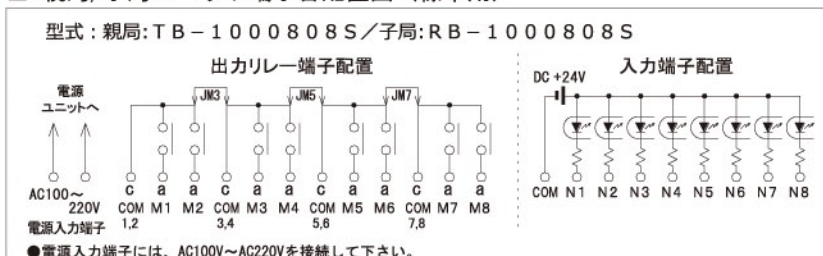 型式：親局:ＴＢ－１０００８０８Ｓ／子局:ＲＢ－１０００８０８Ｓ
出力リレー端子配置
入力端子配置
DC +24V
電源
ユニットへ
JM3
JM5
JM7
AC100～
220V
電源入力端子
c a a c a a c a a c a a
COM M1 M2 COM M3 M4 COM M5 M6 COM M7 M8
1,2 3,4 5,6 7,8
COM N1 N2 N3 N4 N5 N6 N7 N8
●電源入力端子には、AC100V～AC220Vを接続して下さい。